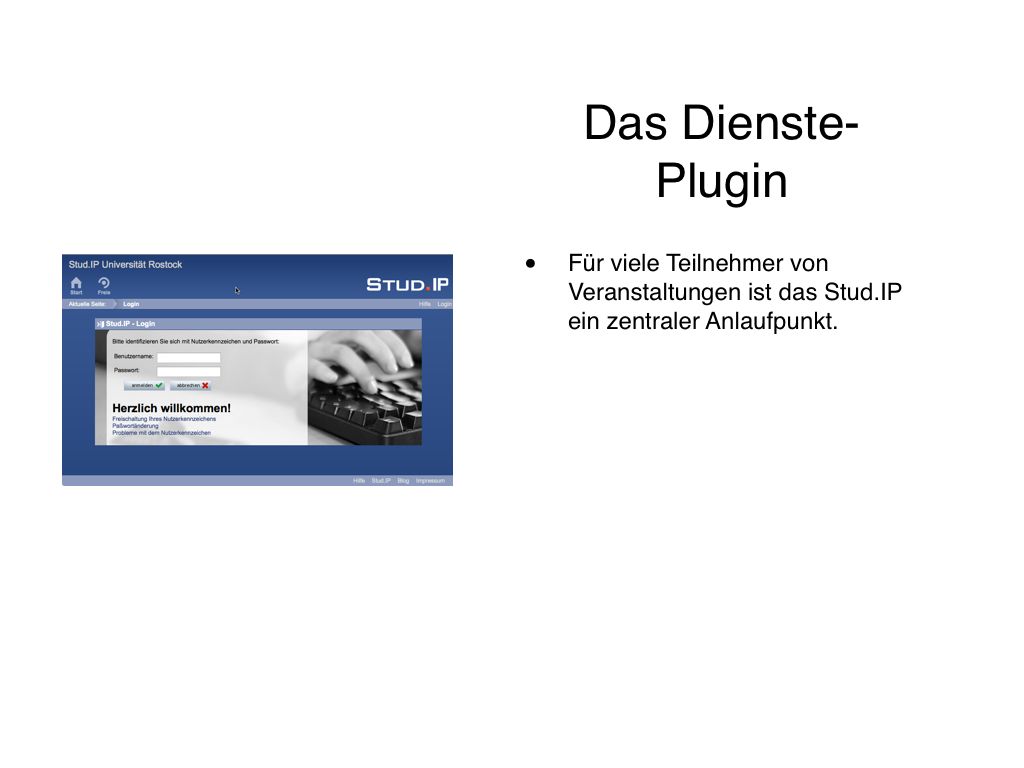 Das Dienste-
Plugin
Stud.IP Universität Rostock
Start Freie
STUD.IP
Aktuelle Seite: Login Hilfe Login
Stud.IP - Login
Bitte identifizieren Sie sich mit Nutzerkennzeichen und Passwort:
Benutzername:
Passwort:
anmelden abbrechen
Herzlich willkommen!
Freischaltung Ihres Nutzerkennzeichens
Paßwortänderung
Probleme mit dem Nutzerkennzeichen
Hilfe Stud.IP Blog Impressum
• Für viele Teilnehmer von
Veranstaltungen ist das Stud.IP
ein zentraler Anlaufpunkt.